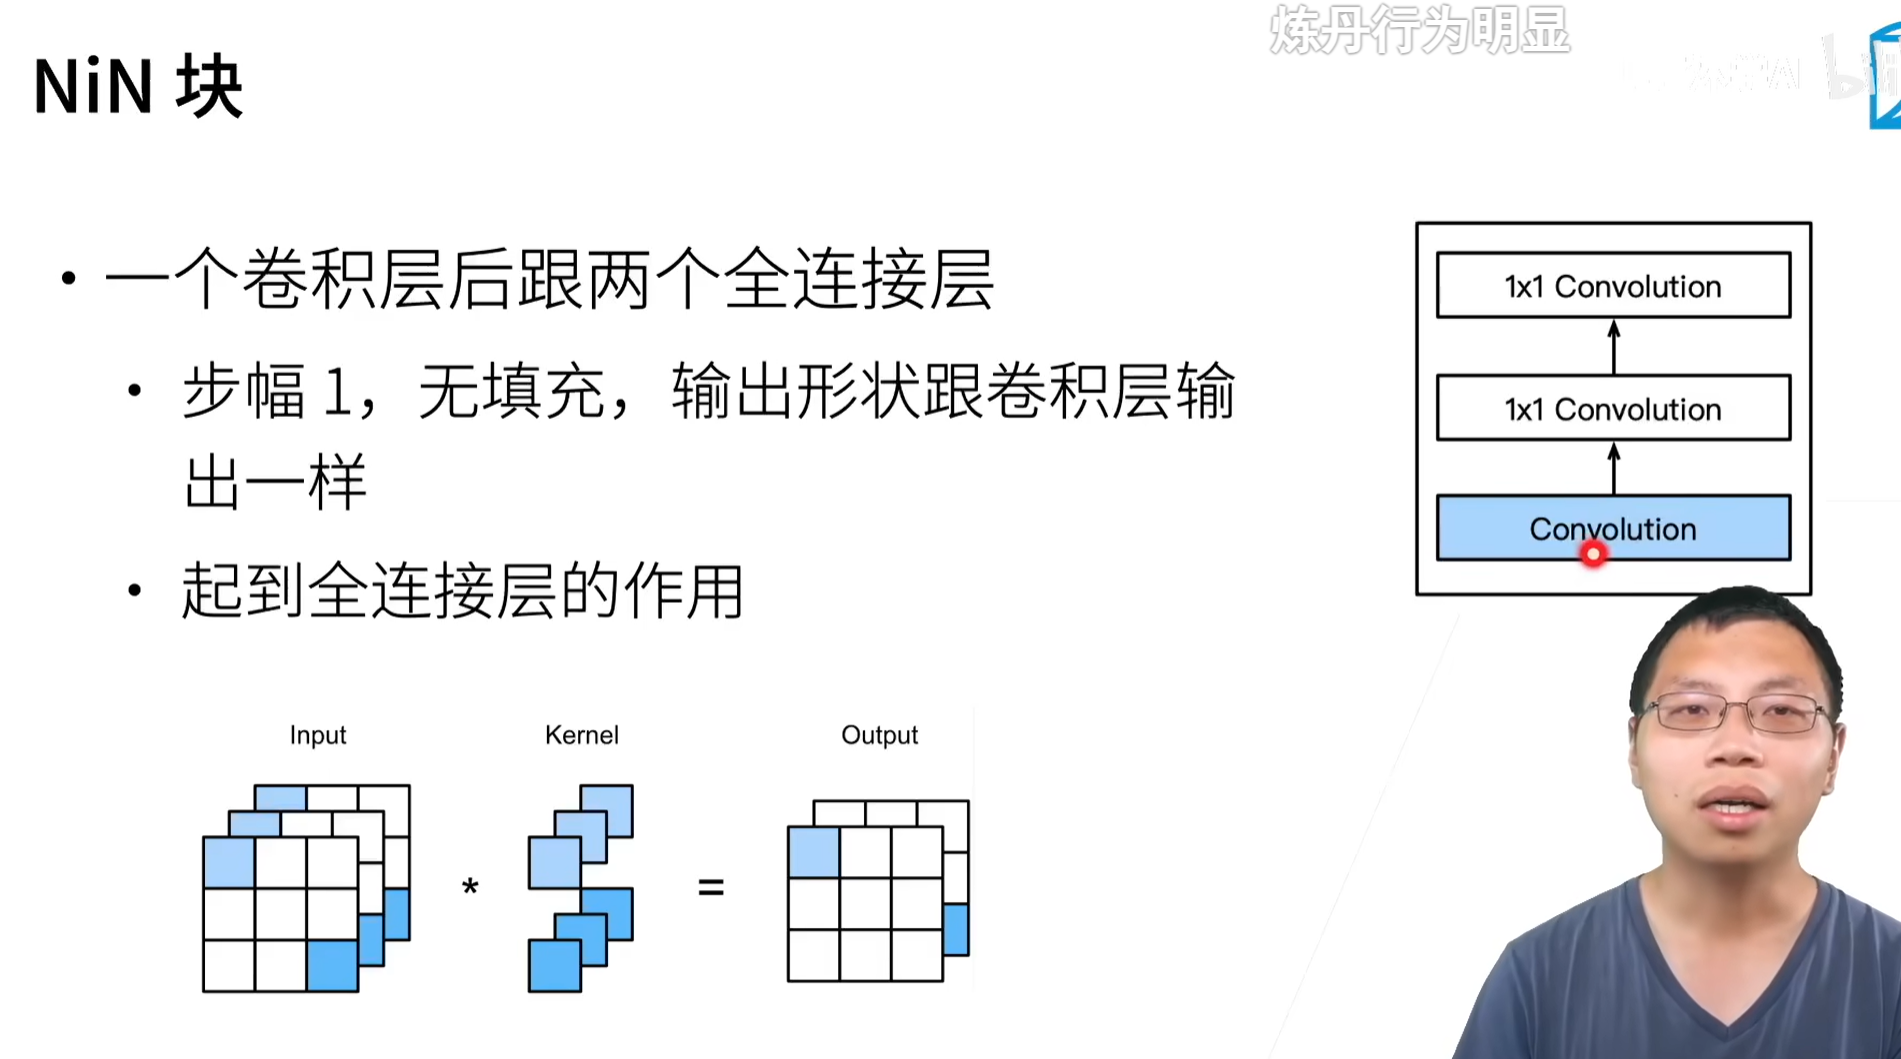 炼丹行为明显
NiN 块
• 一个卷积层后跟两个全连接层
• 步幅 1，无填充，输出形状跟卷积层输
出一样
• 起到全连接层的作用
1x1 Convolution
1x1 Convolution
Convolution
Input
Kernel
Output
*
=